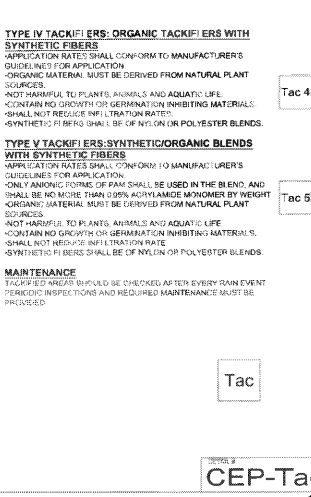 TYPE IV TACKIFIERS: ORGANIC TACKIFIERS WITH
SYNTHETIC FIBERS
-APPLICATION RATES SHALL CONFORM TO MANUFACTURER'S
GUIDELINES FOR APPLICATION.
-ORGANIC MATERIAL MUST BE DERIVED FROM NATURAL PLANT
SOURCES.
-NOT HARMFUL TO PLANTS, ANIMALS AND AQUATIC LIFE.
-CONTAIN NO GROWTH OR GERMINATION INHIBITING MATERIALS.
-SHALL NOT REDUCE INFILTRATION RATES.
-SYNTHETIC FIBERS SHALL BE OF NYLON OR POLYESTER BLENDS.
Tac 4
TYPE V TACKIFIERS:SYNTHETIC/ORGANIC BLENDS
WITH SYNTHETIC FIBERS
-APPLICATION RATES SHALL CONFORM TO MANUFACTURER'S
GUIDELINES FOR APPLICATION.
-ONLY ANIONIC FORMS OF PAM SHALL BE USED IN THE BLEND, AND
SHALL BE NO MORE THAN 0.05% ACRYLAMIDE MONOMER BY WEIGHT
-ORGANIC MATERIAL MUST BE DERIVED FROM NATURAL PLANT
SOURCES.
-NOT HARMFUL TO PLANTS, ANIMALS AND AQUATIC LIFE
-CONTAIN NO GROWTH OR GERMINATION INHIBITING MATERIALS.
-SHALL NOT REDUCE INFILTRATION RATE
-SYNTHETIC FIBERS SHALL BE OF NYLON OR POLYESTER BLENDS.
Tac 5
MAINTENANCE
TACKIFIED AREAS SHOULD BE CHECKED AFTER EVERY RAIN EVENT
PERIODIC INSPECTIONS AND REQUIRED MAINTENANCE MUST BE
PROVIDED
Tac
DETAIL #
CEP-Ta